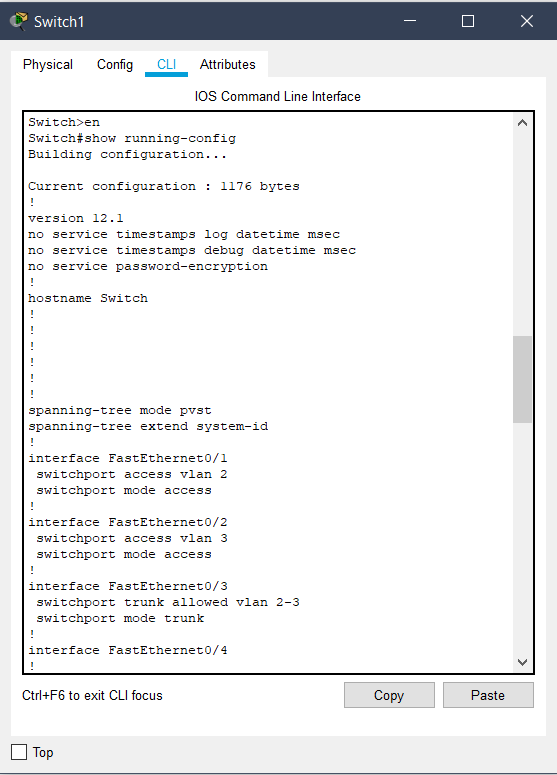 Switch1
Physical Config CLI Attributes
IOS Command Line Interface
Switch>en
Switch#show running-config
Building configuration...

Current configuration : 1176 bytes
!
version 12.1
no service timestamps log datetime msec
no service timestamps debug datetime msec
no service password-encryption
!
hostname Switch
!
!
!
!
!
!
spanning-tree mode pvst
spanning-tree extend system-id
!
interface FastEthernet0/1
 switchport access vlan 2
 switchport mode access
!
interface FastEthernet0/2
 switchport access vlan 3
 switchport mode access
!
interface FastEthernet0/3
 switchport trunk allowed vlan 2-3
 switchport mode trunk
!
interface FastEthernet0/4
!
Ctrl+F6 to exit CLI focus Copy Paste
Top